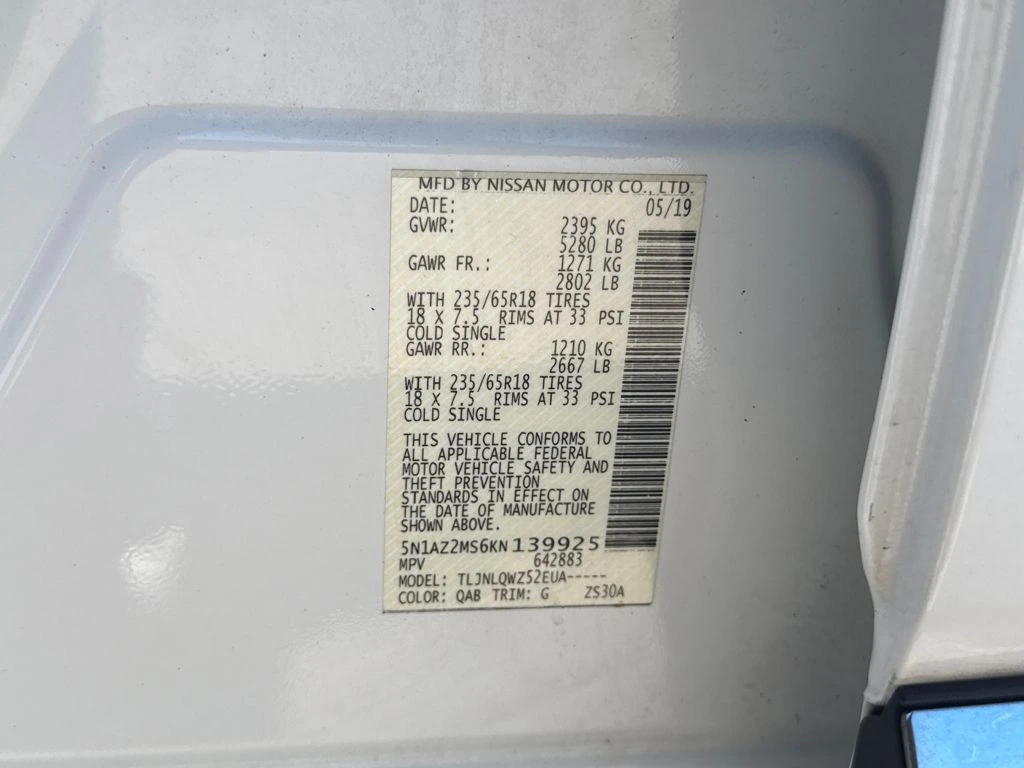 MFD BY NISSAN MOTOR CO., LTD.
DATE: 05/19
GVWR: 2395 KG
5280 LB
GAWR FR.: 1271 KG
2802 LB
WITH 235/65R18 TIRES
18 X 7.5 RIMS AT 33 PSI
COLD SINGLE
GAWR RR.: 1210 KG
2667 LB
WITH 235/65R18 TIRES
18 X 7.5 RIMS AT 33 PSI
COLD SINGLE
THIS VEHICLE CONFORMS TO
ALL APPLICABLE FEDERAL
MOTOR VEHICLE SAFETY AND
THEFT PREVENTION
STANDARDS IN EFFECT ON
THE DATE OF MANUFACTURE
SHOWN ABOVE.
5N1AZ2MS6KN139925
MPV 642883
MODEL: TLJNLQWZ52EUA-----
COLOR: QAB TRIM: G ZS30A